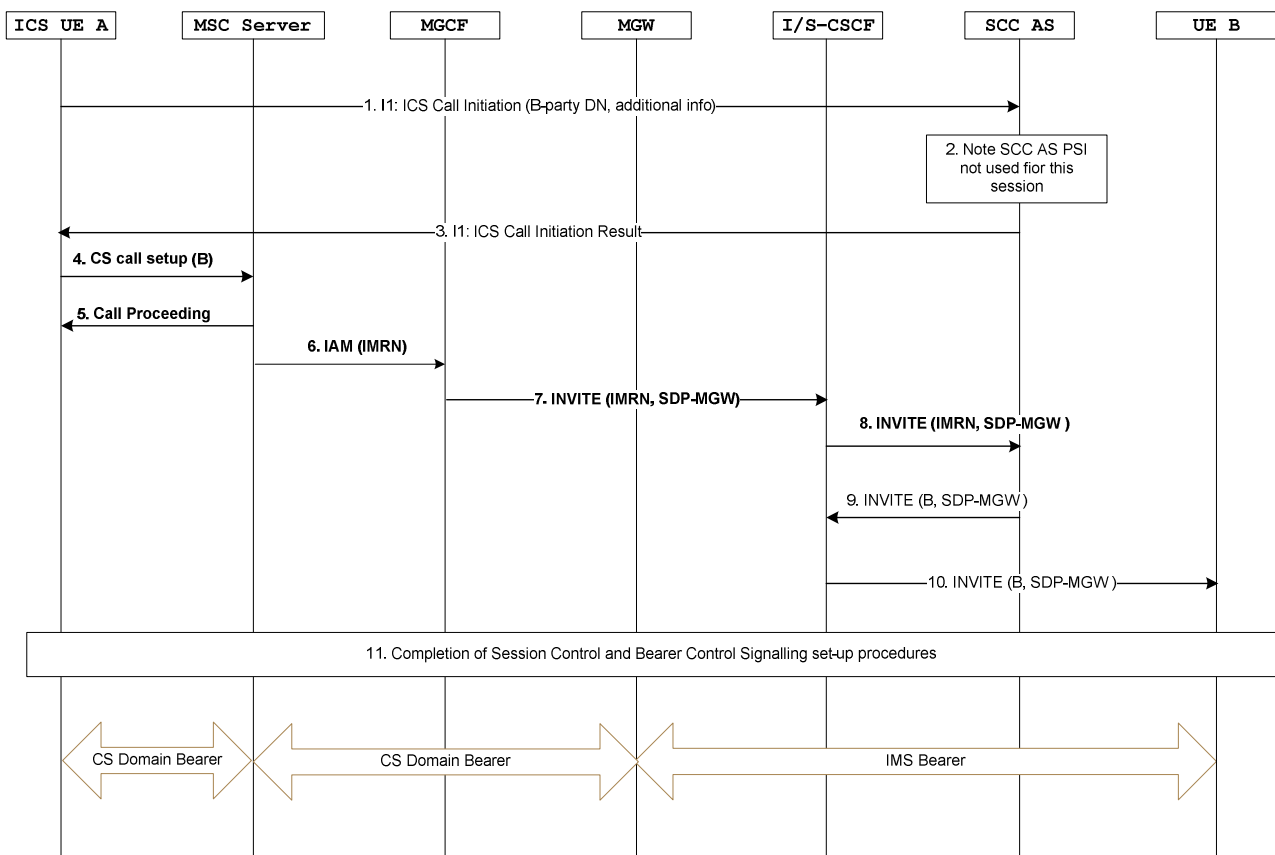 ICS UE A MSC Server MGCF MGW I/S-CSCF SCC AS UE B
1. I1: ICS Call Initiation (B-party DN, additional info)
2. Note SCC AS PSI
not used fior this
session
3. I1: ICS Call Initiation Result
4. CS call setup (B)
5. Call Proceeding
6. IAM (IMRN)
7. INVITE (IMRN, SDP-MGW)
8. INVITE (IMRN, SDP-MGW )
9. INVITE (B, SDP-MGW )
10. INVITE (B, SDP-MGW )
11. Completion of Session Control and Bearer Control Signalling set-up procedures
CS Domain Bearer CS Domain Bearer IMS Bearer